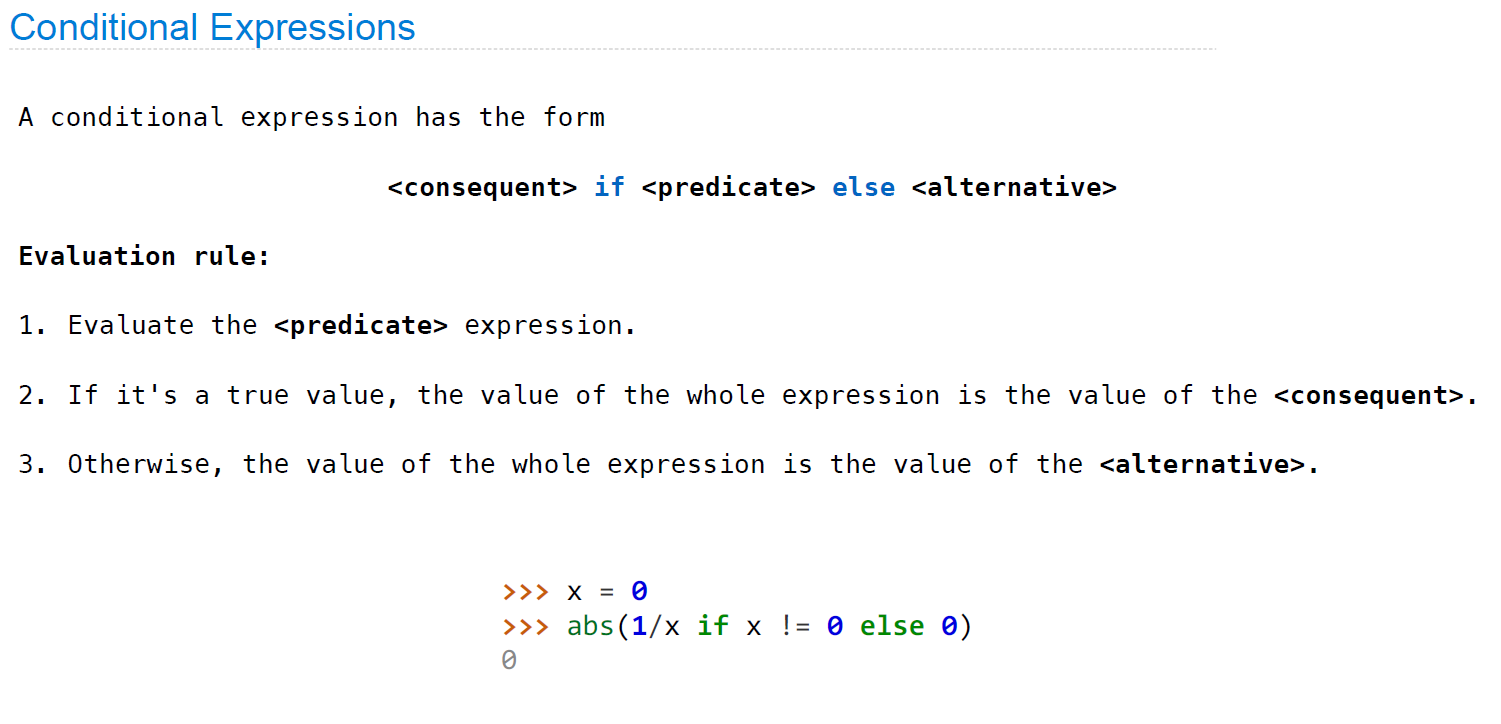 Conditional Expressions
A conditional expression has the form
<consequent> if <predicate> else <alternative>
Evaluation rule:
1. Evaluate the <predicate> expression.
2. If it's a true value, the value of the whole expression is the value of the <consequent>.
3. Otherwise, the value of the whole expression is the value of the <alternative>.
>>> x = 0
>>> abs(1/x if x != 0 else 0)
0